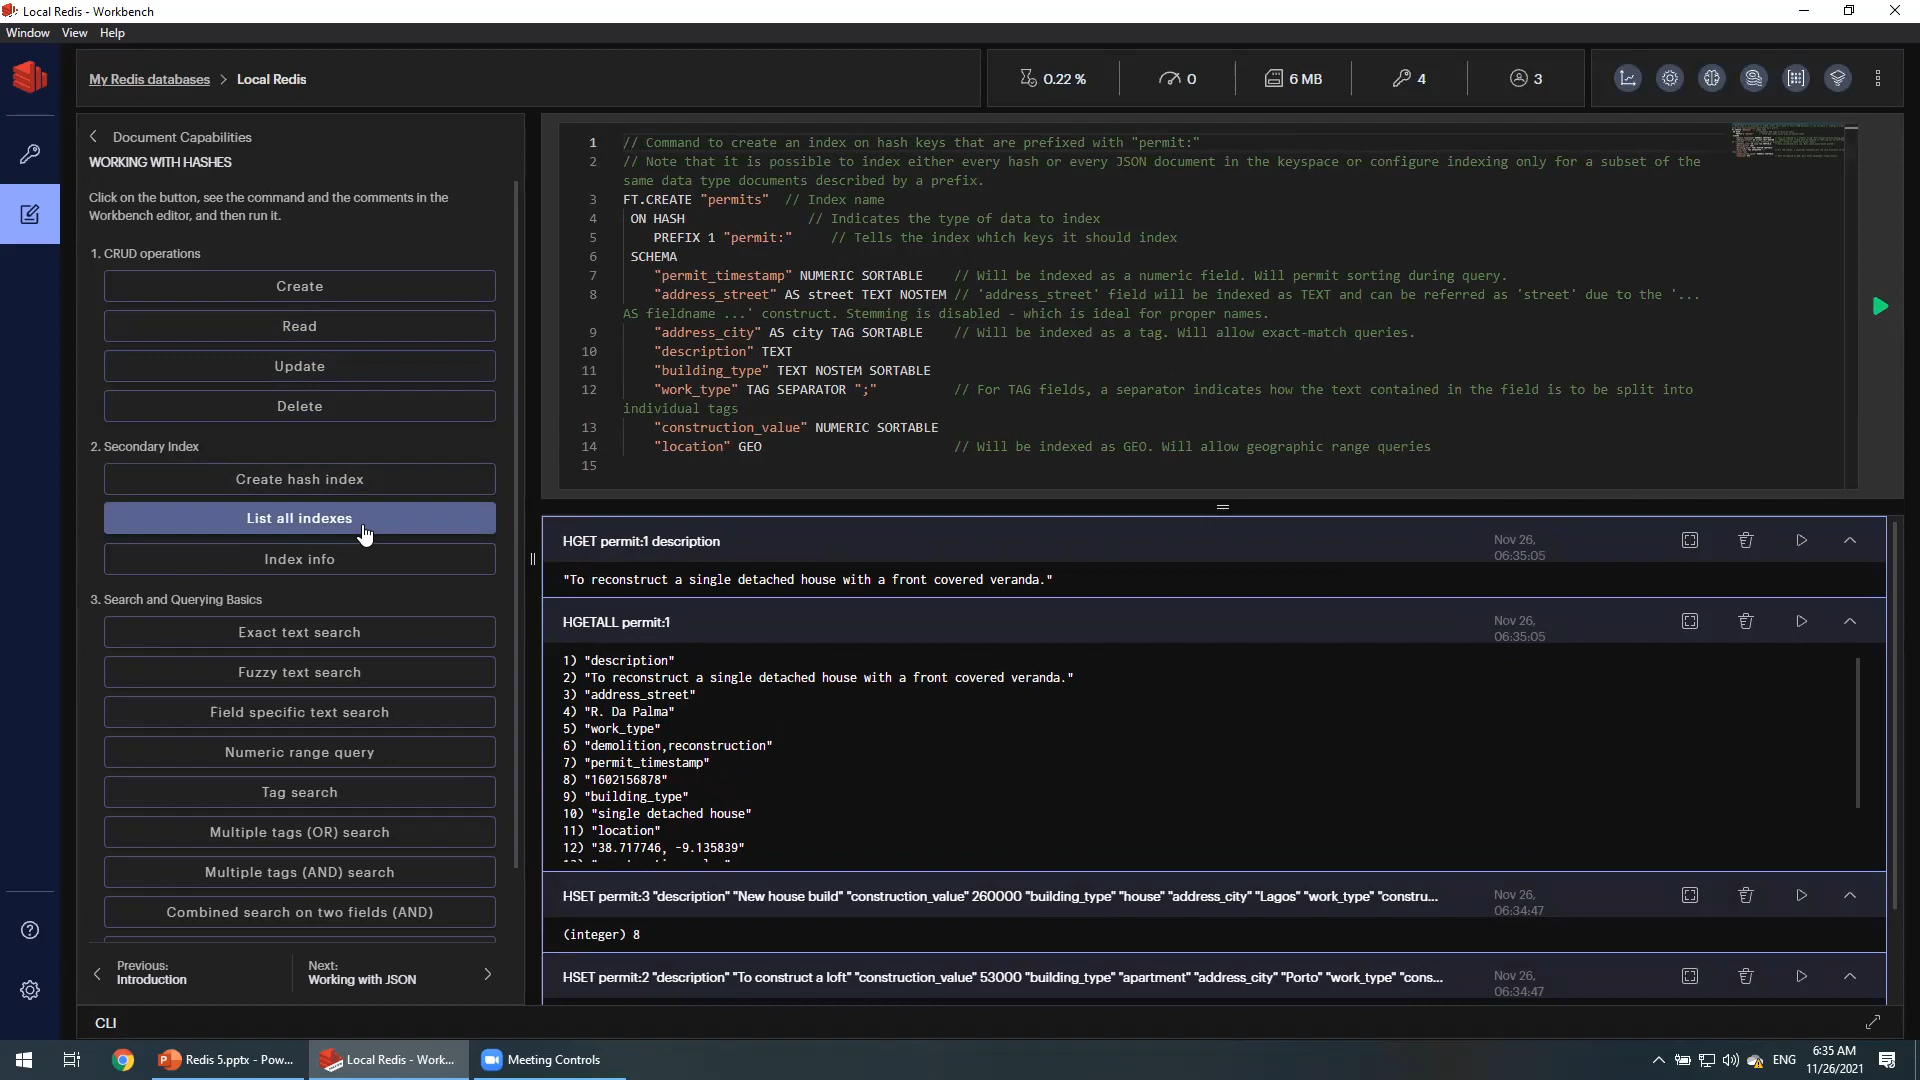 Local Redis - Workbench
Window View Help
My Redis databases > Local Redis
0.22 %
0
6 MB
4
3
Document Capabilities
WORKING WITH HASHES
Click on the button, see the command and the comments in the
Workbench editor, and then run it.
1. CRUD operations
Create
Read
Update
Delete
2. Secondary Index
Create hash index
List all indexes
Index info
3. Search and Querying Basics
Exact text search
Fuzzy text search
Field specific text search
Numeric range query
Tag search
Multiple tags (OR) search
Multiple tags (AND) search
Combined search on two fields (AND)
Previous:
Introduction
Next:
Working with JSON
1 // Command to create an index on hash keys that are prefixed with "permit:"
2 // Note that it is possible to index either every hash or every JSON document in the keyspace or configure indexing only for a subset of the
same data type documents described by a prefix.
3 FT.CREATE "permits" // Index name
4 ON HASH // Indicates the type of data to index
5 PREFIX 1 "permit:" // Tells the index which keys it should index
6 SCHEMA
7 "permit_timestamp" NUMERIC SORTABLE // Will be indexed as a numeric field. Will permit sorting during query.
8 "address_street" AS street TEXT NOSTEM // 'address_street' field will be indexed as TEXT and can be referred as 'street' due to the '...
AS fieldname ...' construct. Stemming is disabled - which is ideal for proper names.
9 "address_city" AS city TAG SORTABLE // Will be indexed as a tag. Will allow exact-match queries.
10 "description" TEXT
11 "building_type" TEXT NOSTEM SORTABLE
12 "work_type" TAG SEPARATOR ";" // For TAG fields, a separator indicates how the text contained in the field is to be split into
individual tags
13 "construction_value" NUMERIC SORTABLE
14 "location" GEO // Will be indexed as GEO. Will allow geographic range queries
15
HGET permit:1 description
Nov 26,
06:35:05
"To reconstruct a single detached house with a front covered veranda."
HGETALL permit:1
Nov 26,
06:35:05
1) "description"
2) "To reconstruct a single detached house with a front covered veranda."
3) "address_street"
4) "R. Da Palma"
5) "work_type"
6) "demolition,reconstruction"
7) "permit_timestamp"
8) "1602156878"
9) "building_type"
10) "single detached house"
11) "location"
12) "38.717746, -9.135839"
HSET permit:3 "description" "New house build" "construction_value" 260000 "building_type" "house" "address_city" "Lagos" "work_type" "constru...
Nov 26,
06:34:47
(integer) 8
HSET permit:2 "description" "To construct a loft" "construction_value" 53000 "building_type" "apartment" "address_city" "Porto" "work_type" "cons...
Nov 26,
06:34:47
CLI
Redis 5.pptx - Pow...
Local Redis - Work...
Meeting Controls
ENG
6:35 AM
11/26/2021